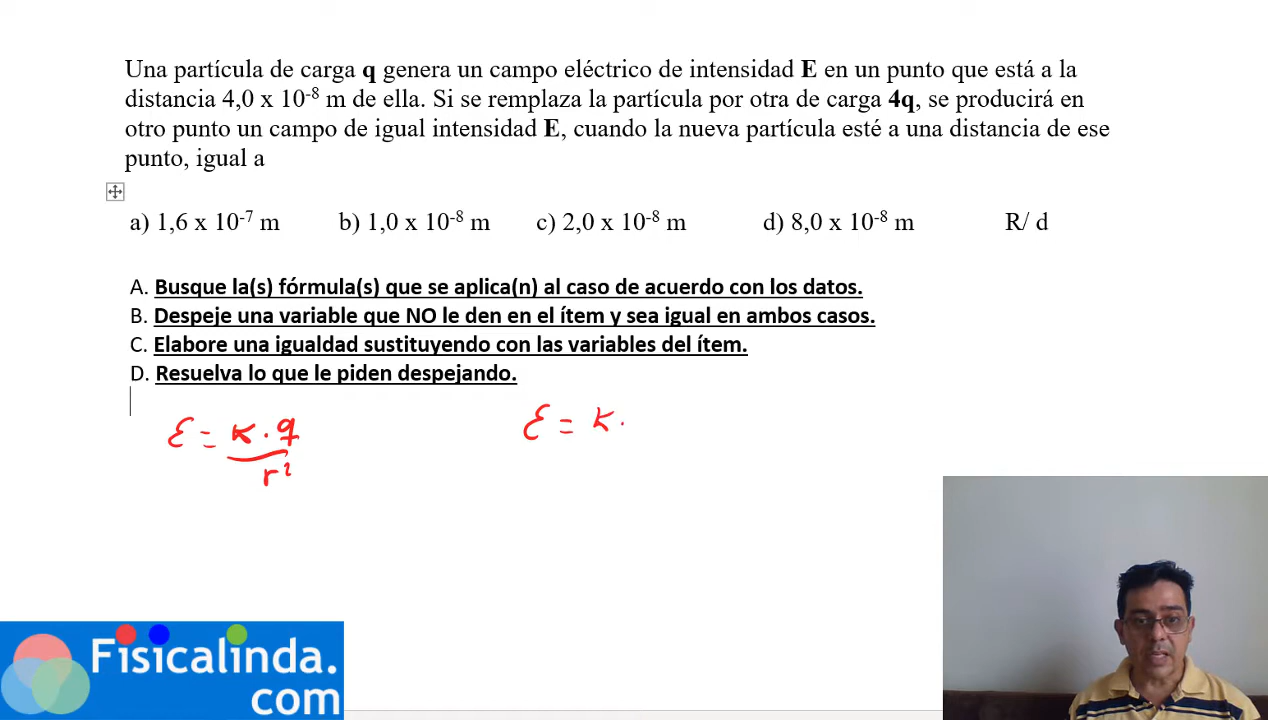 Una partícula de carga q genera un campo eléctrico de intensidad E en un punto que está a la
distancia 4,0 x 10⁻⁸ m de ella. Si se remplaza la partícula por otra de carga 4q, se producirá en
otro punto un campo de igual intensidad E, cuando la nueva partícula esté a una distancia de ese
punto, igual a
a) 1,6 x 10⁻⁷ m b) 1,0 x 10⁻⁸ m c) 2,0 x 10⁻⁸ m d) 8,0 x 10⁻⁸ m R/ d
A. Busque la(s) fórmula(s) que se aplica(n) al caso de acuerdo con los datos.
B. Despeje una variable que NO le den en el ítem y sea igual en ambos casos.
C. Elabore una igualdad sustituyendo con las variables del ítem.
D. Resuelva lo que le piden despejando.
E = K · q E = K ·
r²
Fisicalinda.
com